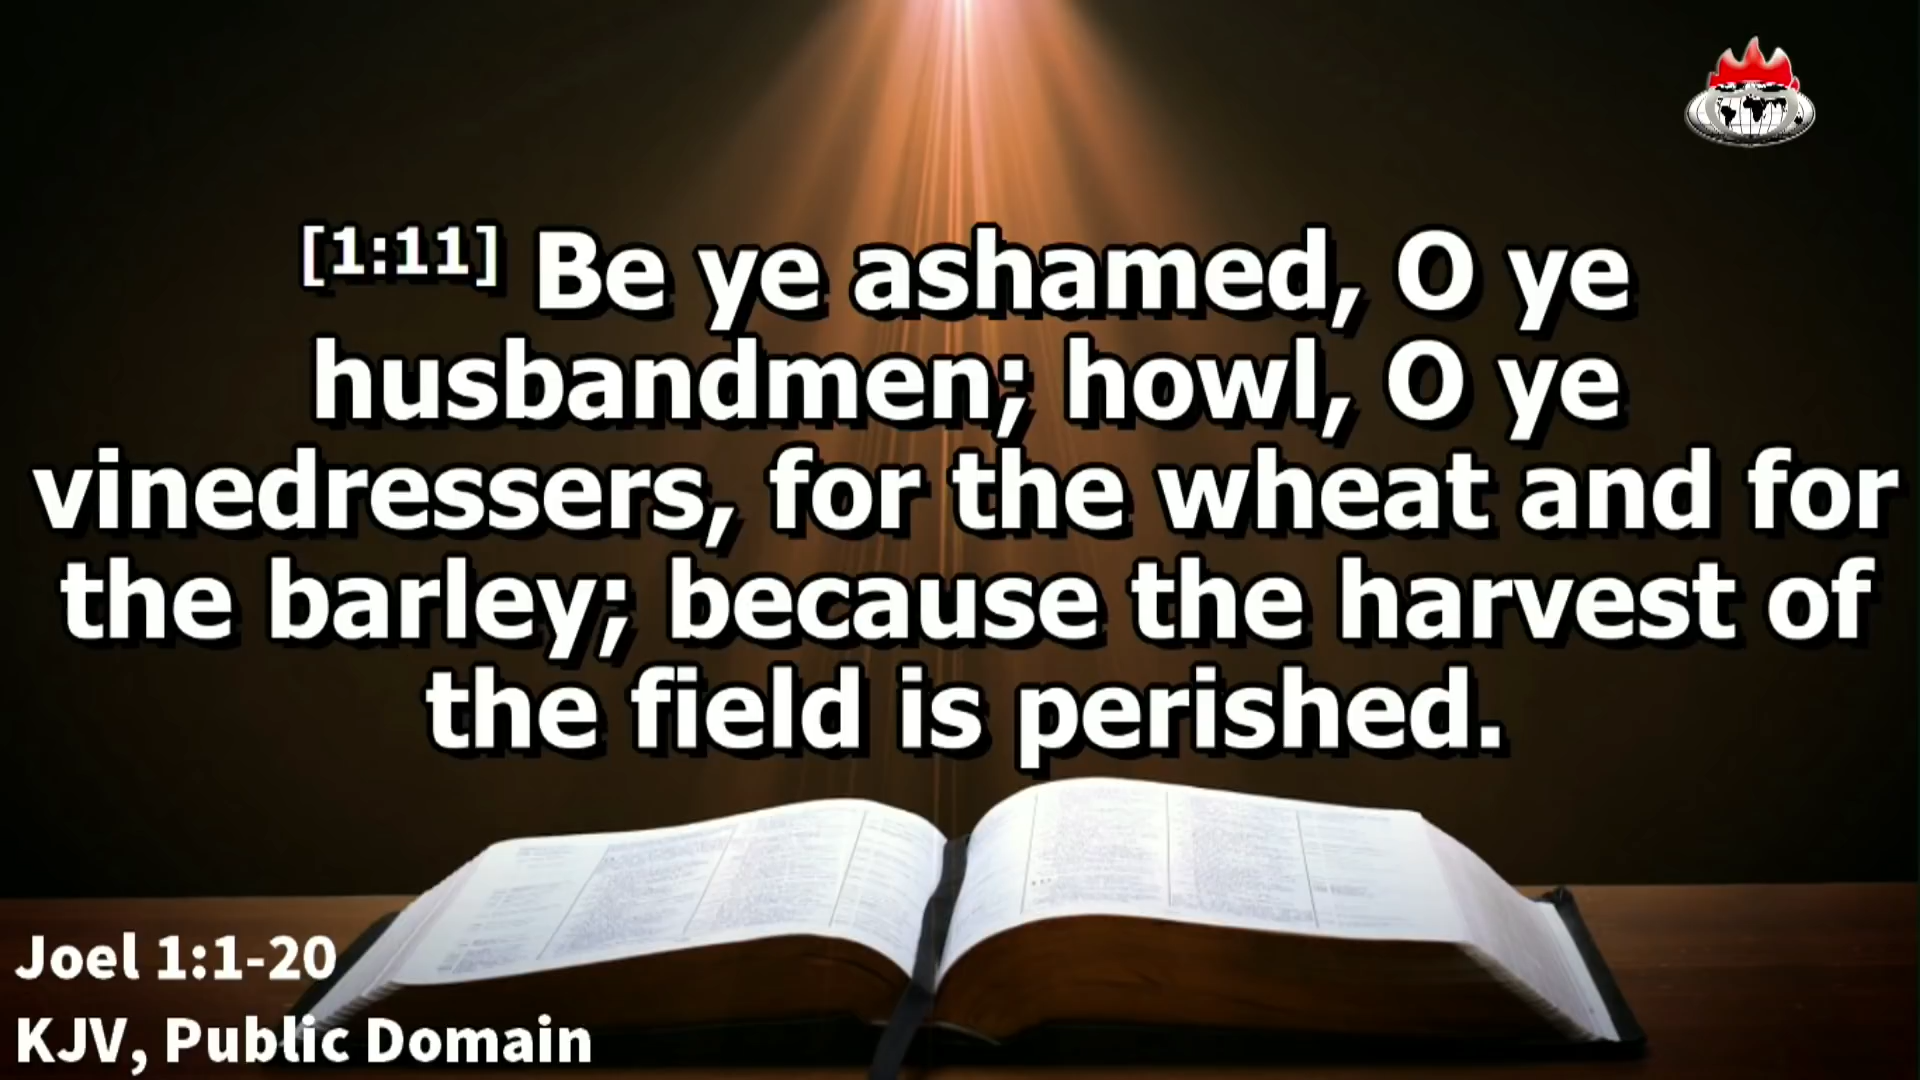 [1:11] Be ye ashamed, O ye
husbandmen; howl, O ye
vinedressers, for the wheat and for
the barley; because the harvest of
the field is perished.
Joel 1:1-20
KJV, Public Domain